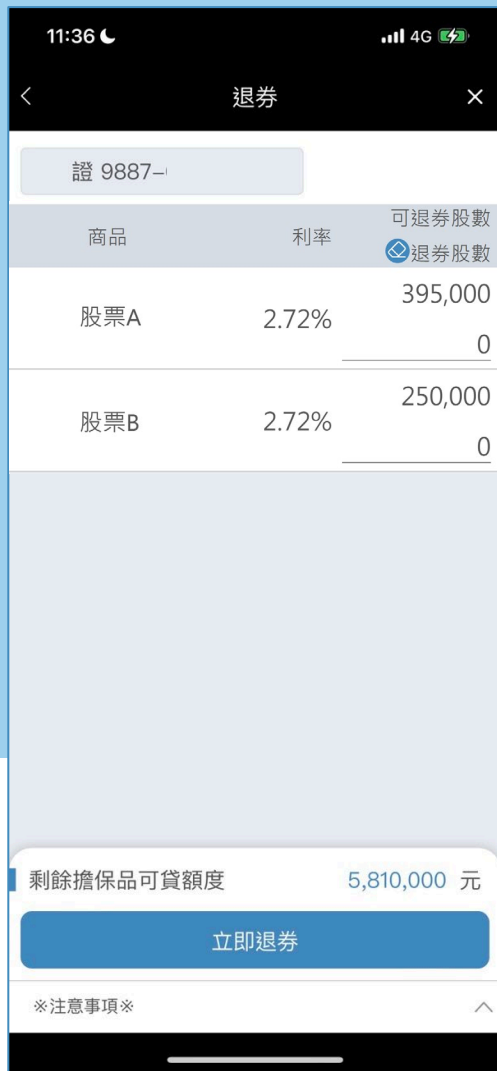 11:36
4G
退券
證 9887-
商品 利率 可退券股數
退券股數
股票A 2.72% 395,000
0
股票B 2.72% 250,000
0
剩餘擔保品可貸額度 5,810,000 元
立即退券
※注意事項※